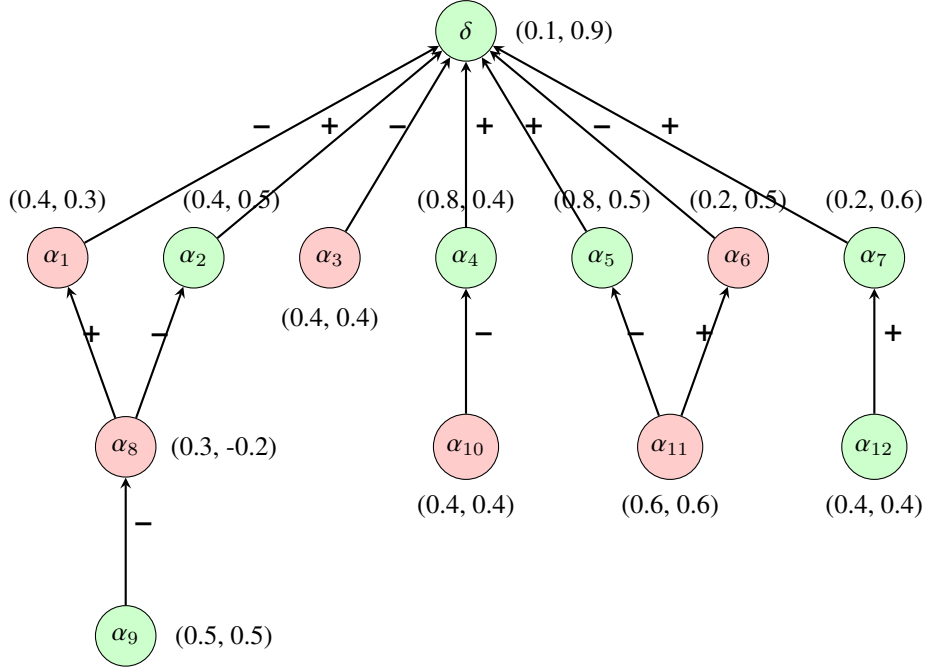 δ (0.1, 0.9)
− + − + + − +
(0.4, 0.3) (0.4, 0.5) (0.8, 0.4) (0.8, 0.5) (0.2, 0.5) (0.2, 0.6)
α₁ α₂ α₃ α₄ α₅ α₆ α₇
(0.4, 0.4)
+ − − − + +
α₈ (0.3, -0.2) α₁₀ α₁₁ α₁₂
(0.4, 0.4) (0.6, 0.6) (0.4, 0.4)
−
α₉ (0.5, 0.5)